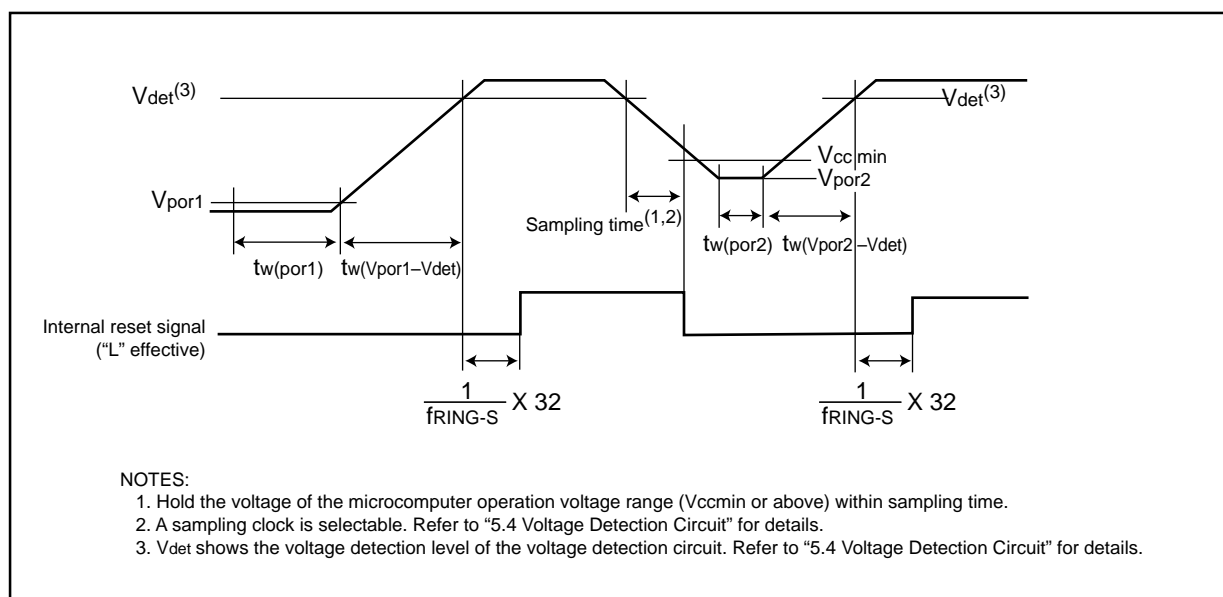 Vdet(3)
Vdet(3)
Vccmin
Vpor1
Vpor2
Sampling time(1,2)
tw(por1)
tw(Vpor1–Vdet)
tw(por2)
tw(Vpor2–Vdet)
Internal reset signal
(“L” effective)
1
fRING-S
X 32
1
fRING-S
X 32
NOTES:
1. Hold the voltage of the microcomputer operation voltage range (Vccmin or above) within sampling time.
2. A sampling clock is selectable. Refer to “5.4 Voltage Detection Circuit” for details.
3. Vdet shows the voltage detection level of the voltage detection circuit. Refer to “5.4 Voltage Detection Circuit” for details.